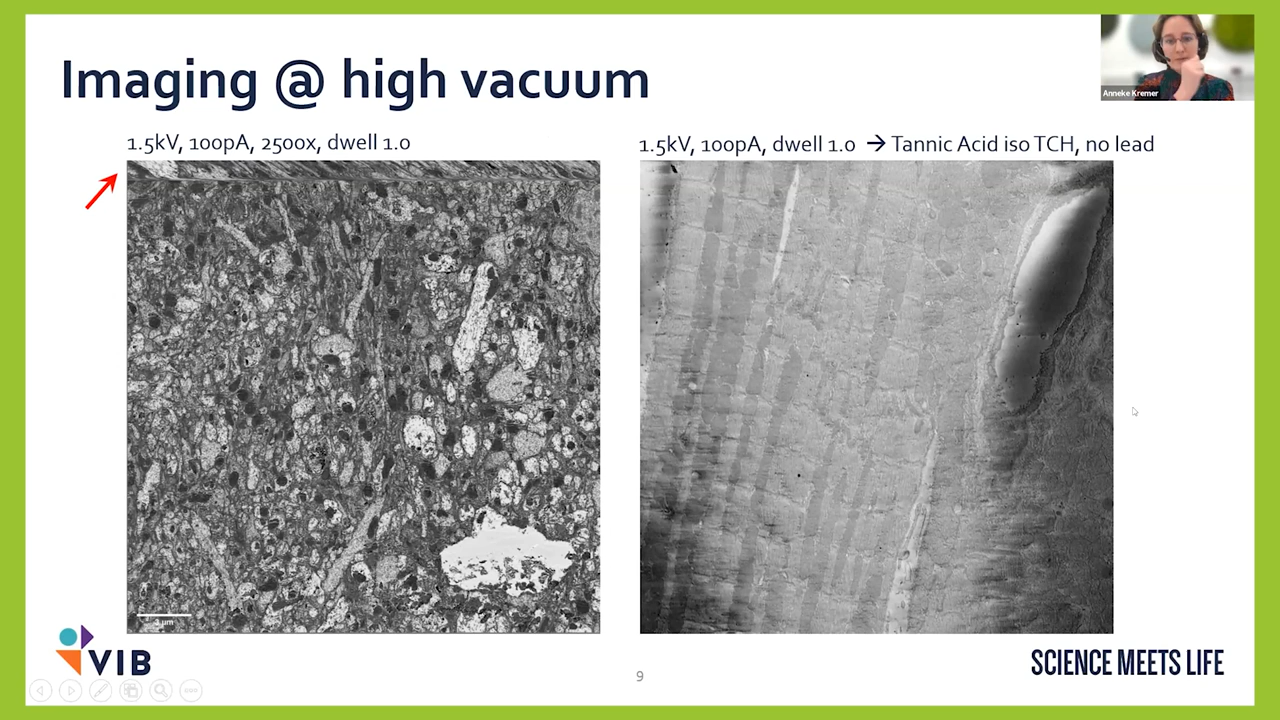 Imaging @ high vacuum
Anneke Kremer
1.5kV, 100pA, 2500x, dwell 1.0
1.5kV, 100pA, dwell 1.0 → Tannic Acid iso TCH, no lead
VIB
9
SCIENCE MEETS LIFE